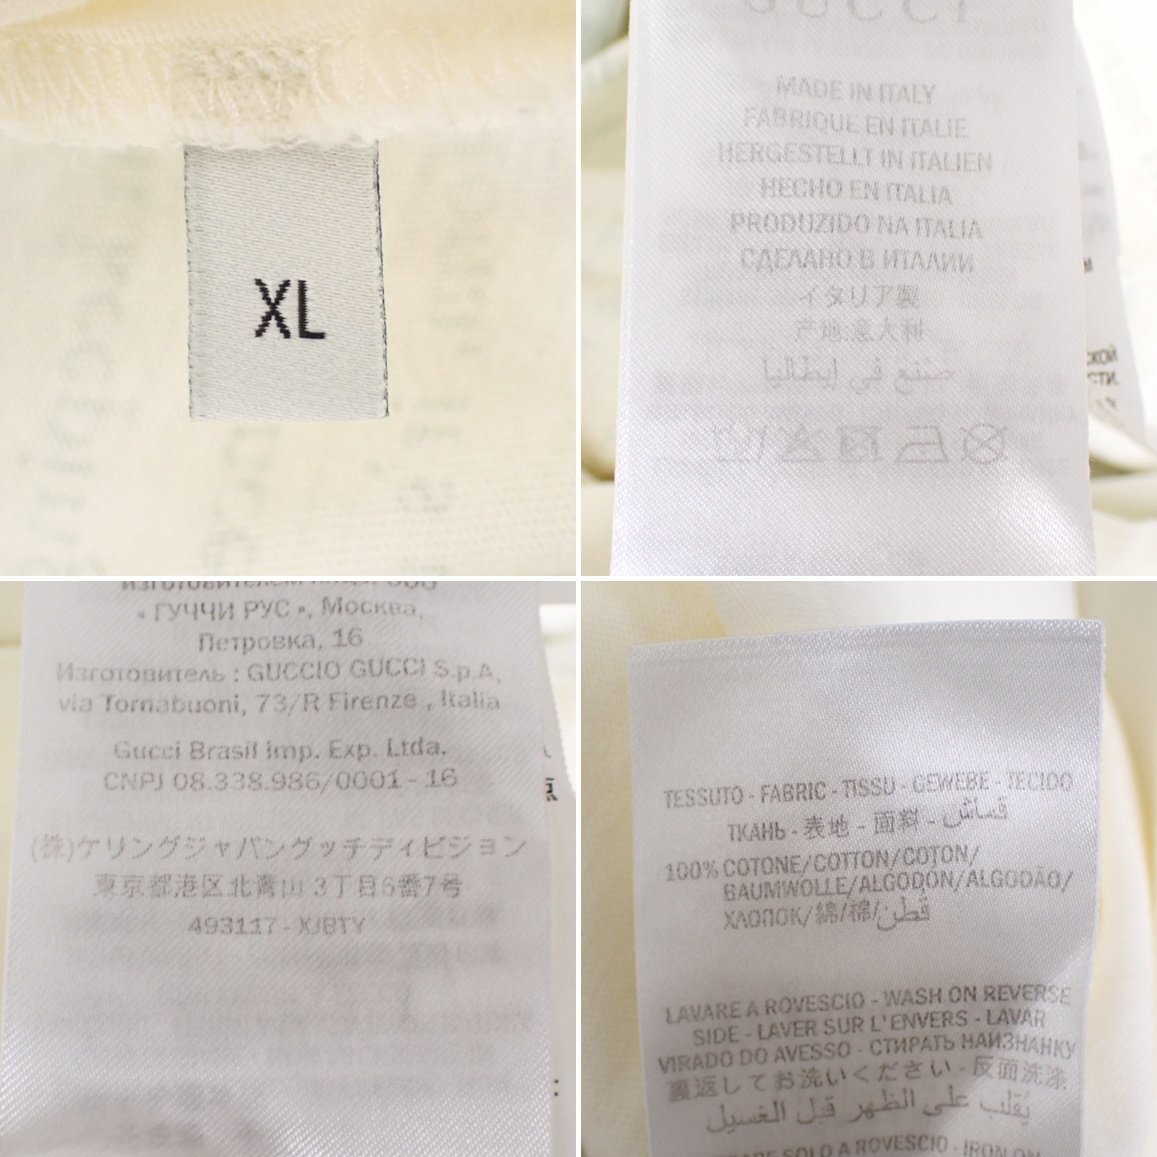 XL
GUCCI
MADE IN ITALY
FABRIQUE EN ITALIE
HERGESTELLT IN ITALIEN
HECHO EN ITALIA
PRODUZIDO NA ITALIA
СДЕЛАНО В ИТАЛИИ
イタリア製
产地:意大利
صنع في ايطاليا
« ГУЧЧИ РУС », Москва,
Петровка, 16
Изготовитель : GUCCIO GUCCI S.p.A,
via Tornabuoni, 73/R Firenze , Italia
Gucci Brasil Imp. Exp. Ltda.
CNPJ 08.338.986/0001 - 16
(株)ケリングジャパングッチディビジョン
東京都港区北青山 3丁目6番7号
493117 - XJBTY
TESSUTO - FABRIC - TISSU - GEWEBE - TECIDO
ТКАНЬ - 表地 - 面料 - قماش
100% COTONE/COTTON/COTON/
BAUMWOLLE/ALGODÓN/ALGODÃO/
ХЛОПОК/綿/棉/قطن
LAVARE A ROVESCIO - WASH ON REVERSE
SIDE - LAVER SUR L'ENVERS - LAVAR
VIRADO DO AVESSO - СТИРАТЬ НАИЗНАНКУ
裏返してお洗いください - 反面洗涤
يقلب على الظهر قبل الغسيل
SOLO A ROVESCIO - IRON ON